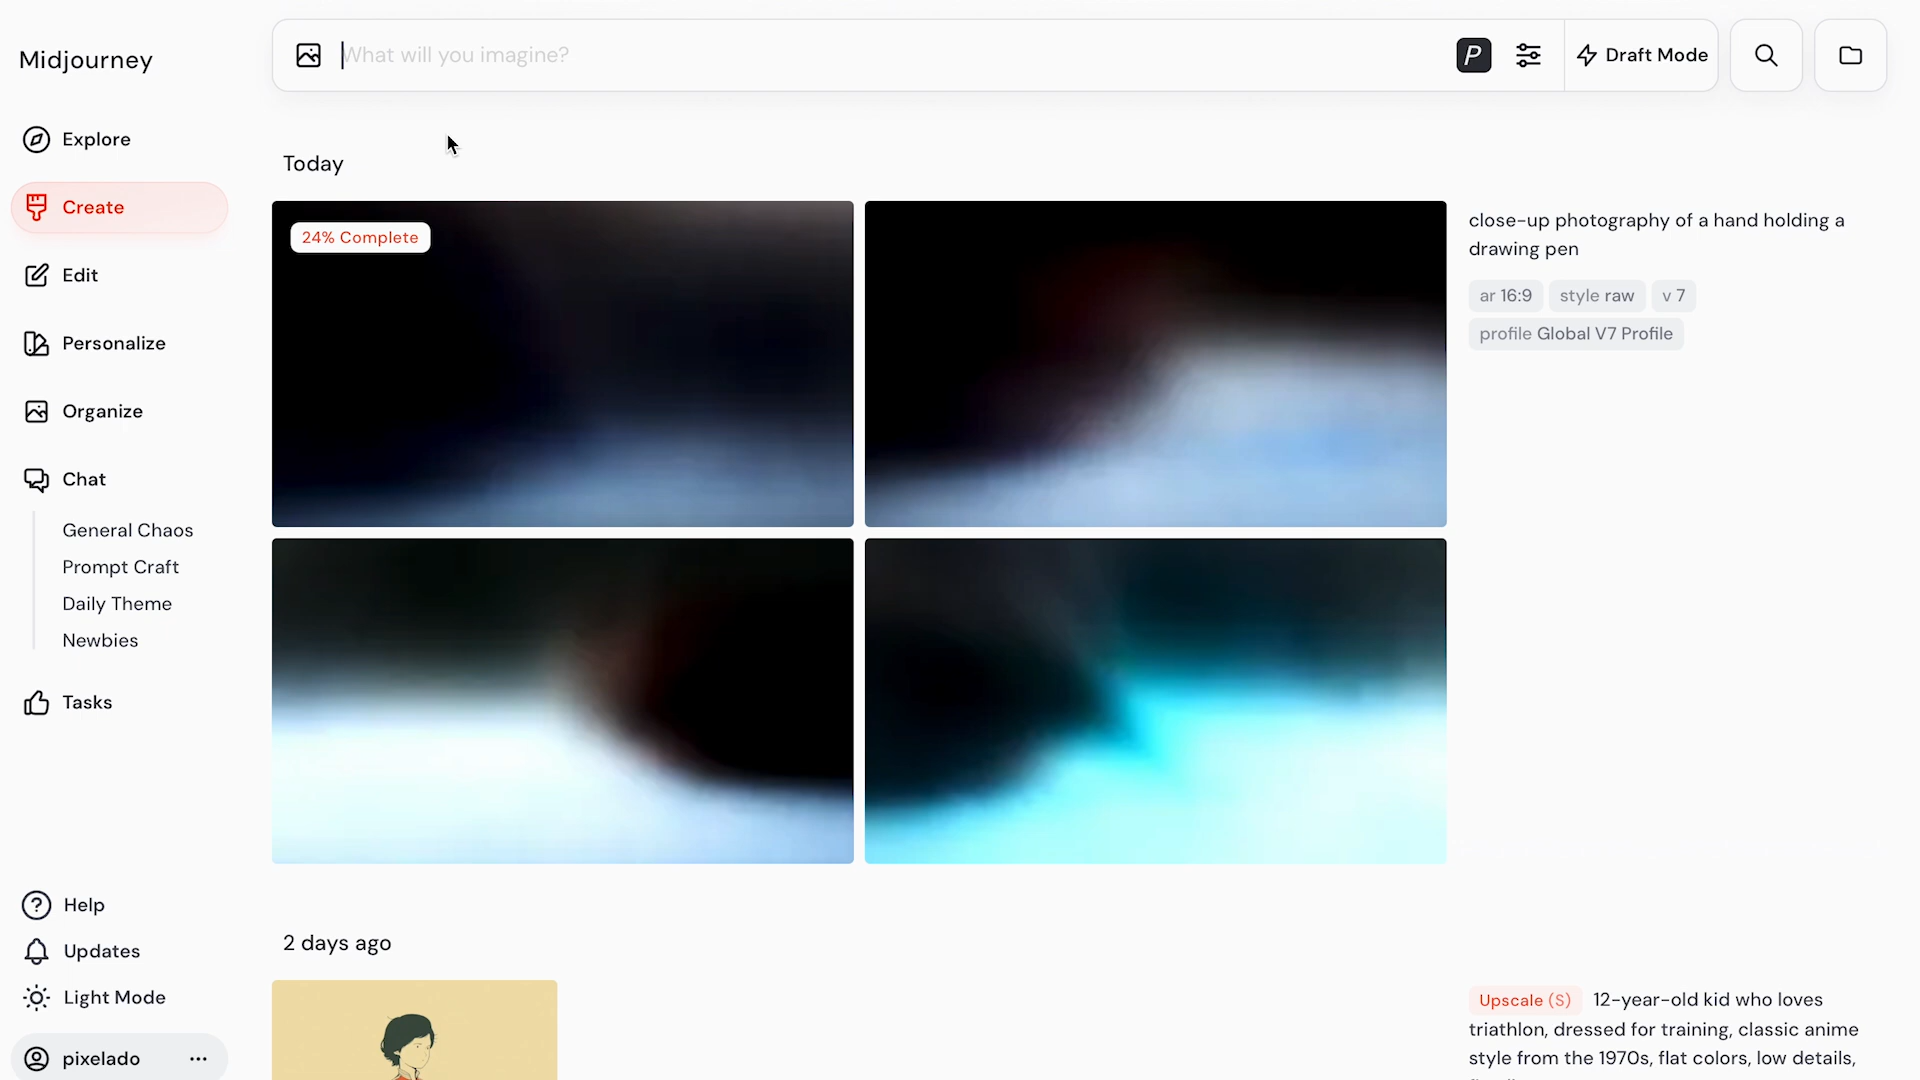 Midjourney
What will you imagine?
P
Draft Mode
Explore
Create
Edit
Personalize
Organize
Chat
General Chaos
Prompt Craft
Daily Theme
Newbies
Tasks
Help
Updates
Light Mode
pixelado
Today
24% Complete
close-up photography of a hand holding a
drawing pen
ar 16:9 style raw v 7
profile Global V7 Profile
2 days ago
Upscale (S) 12-year-old kid who loves
triathlon, dressed for training, classic anime
style from the 1970s, flat colors, low details,